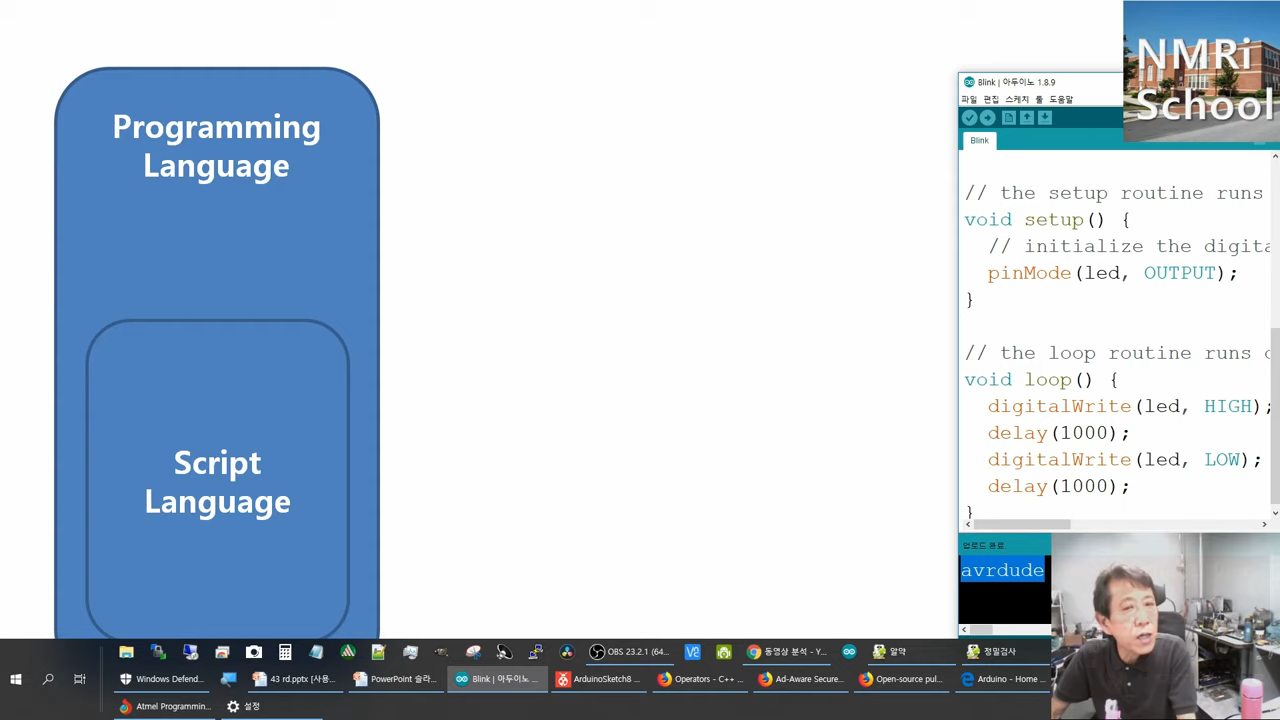 Programming
Language
Script
Language
NMRi
School
Blink | 아두이노 1.8.9
파일 편집 스케치 툴 도움말
Blink
// the setup routine runs
void setup() {
// initialize the digita
pinMode(led, OUTPUT);
}
// the loop routine runs
void loop() {
digitalWrite(led, HIGH);
delay(1000);
digitalWrite(led, LOW);
delay(1000);
}
업로드 완료
avrdude
OBS 23.2.1 (64...
동영상 분석 - Y...
알약
정밀검사
Windows Defend...
43 rd.pptx [사용...
PowerPoint 슬라...
Blink | 아두이노 ...
ArduinoSketch8
Operators - C++ ...
Ad-Aware Secure...
Open-source pul...
Arduino - Home ...
Atmel Programmin...
설정